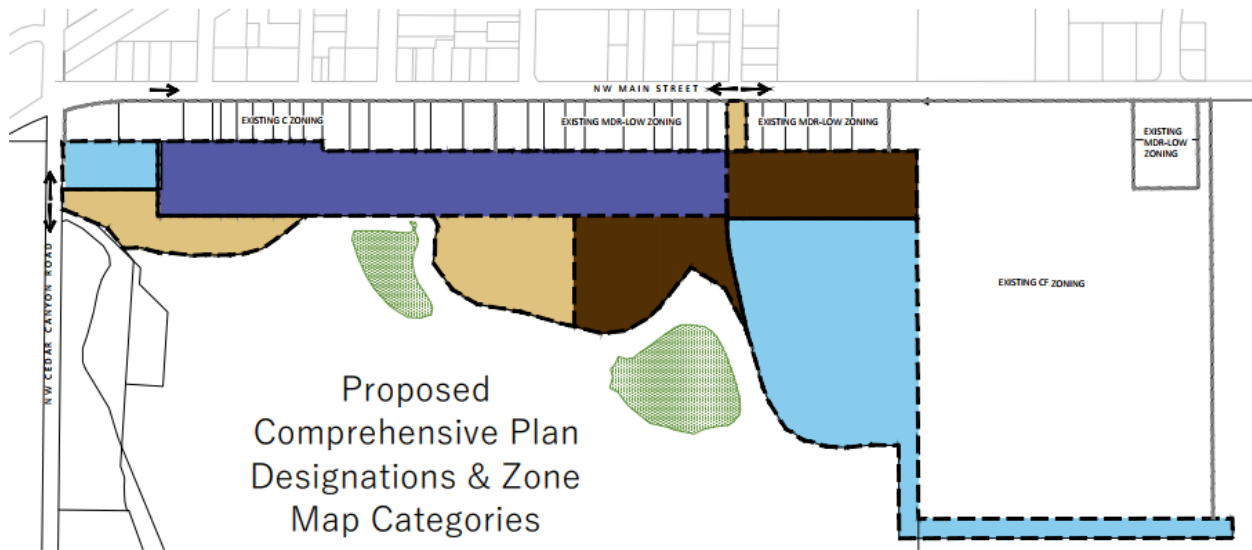 NW MAIN STREET
EXISTING C ZONING
EXISTING MDR-LOW ZONING
EXISTING MDR-LOW ZONING
EXISTING
MDR-LOW
ZONING
NW CEDAR CANYON ROAD
EXISTING CF ZONING
Proposed
Comprehensive Plan
Designations & Zone
Map Categories